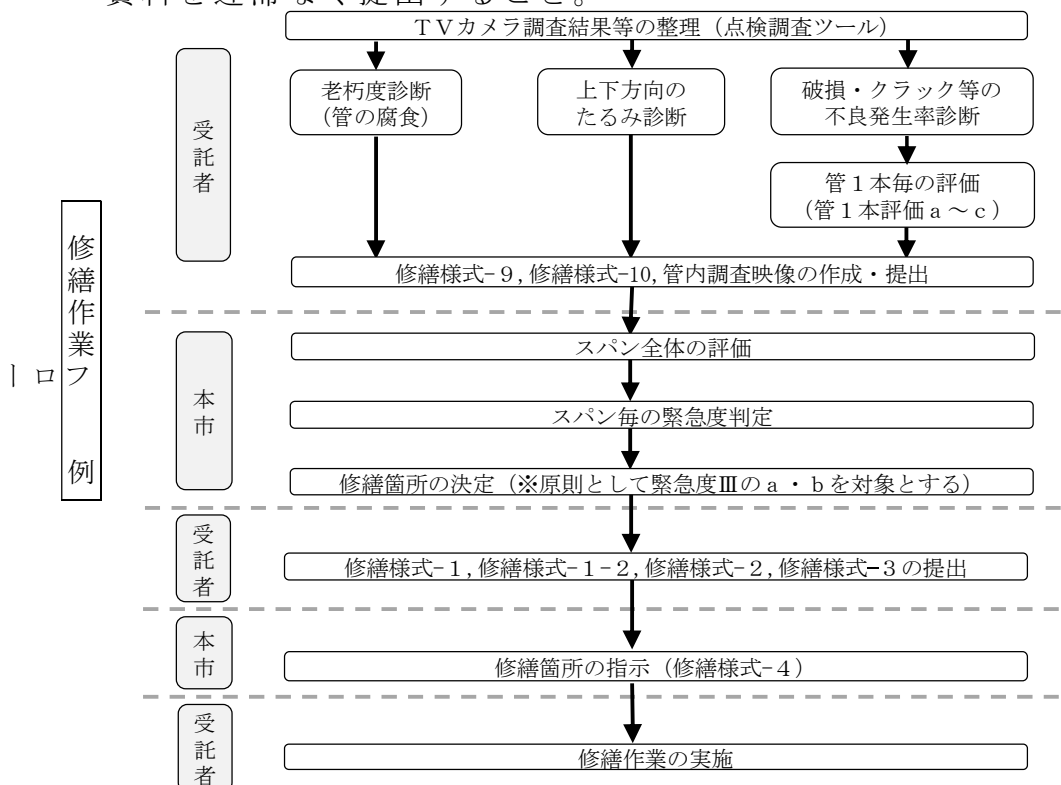 資料を遅滞なく提出すること。
修繕作業フロー 例
受託者
TVカメラ調査結果等の整理(点検調査ツール)
老朽度診断
(管の腐食)
上下方向の
たるみ診断
破損・クラック等の
不良発生率診断
管1本毎の評価
(管1本評価a~c)
修繕様式-9,修繕様式-10,管内調査映像の作成・提出
本市
スパン全体の評価
スパン毎の緊急度判定
修繕箇所の決定(※原則として緊急度Ⅲのa・bを対象とする)
受託者
修繕様式-1,修繕様式-1-2,修繕様式-2,修繕様式-3の提出
本市
修繕箇所の指示(修繕様式-4)
受託者
修繕作業の実施